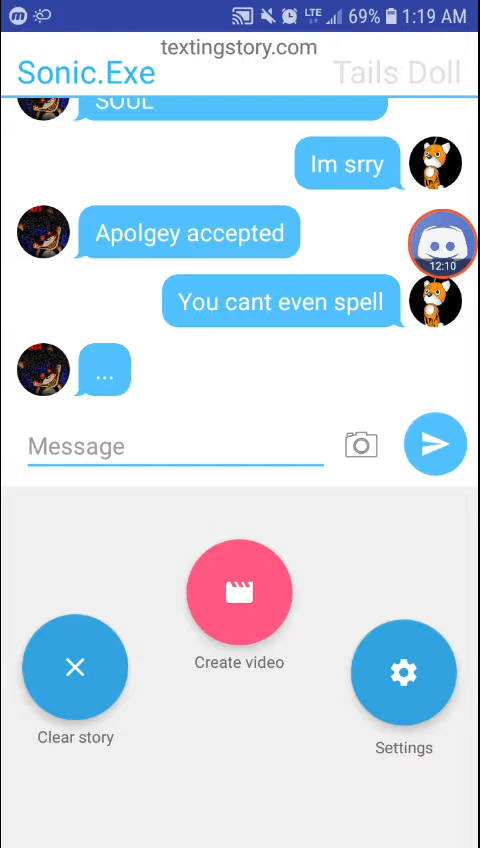 LTE 69% 1:19 AM
textingstory.com
Sonic.Exe Tails Doll
SOUL
Im srry
Apolgey accepted
12:10
You cant even spell
...
Message
Create video
Clear story
Settings